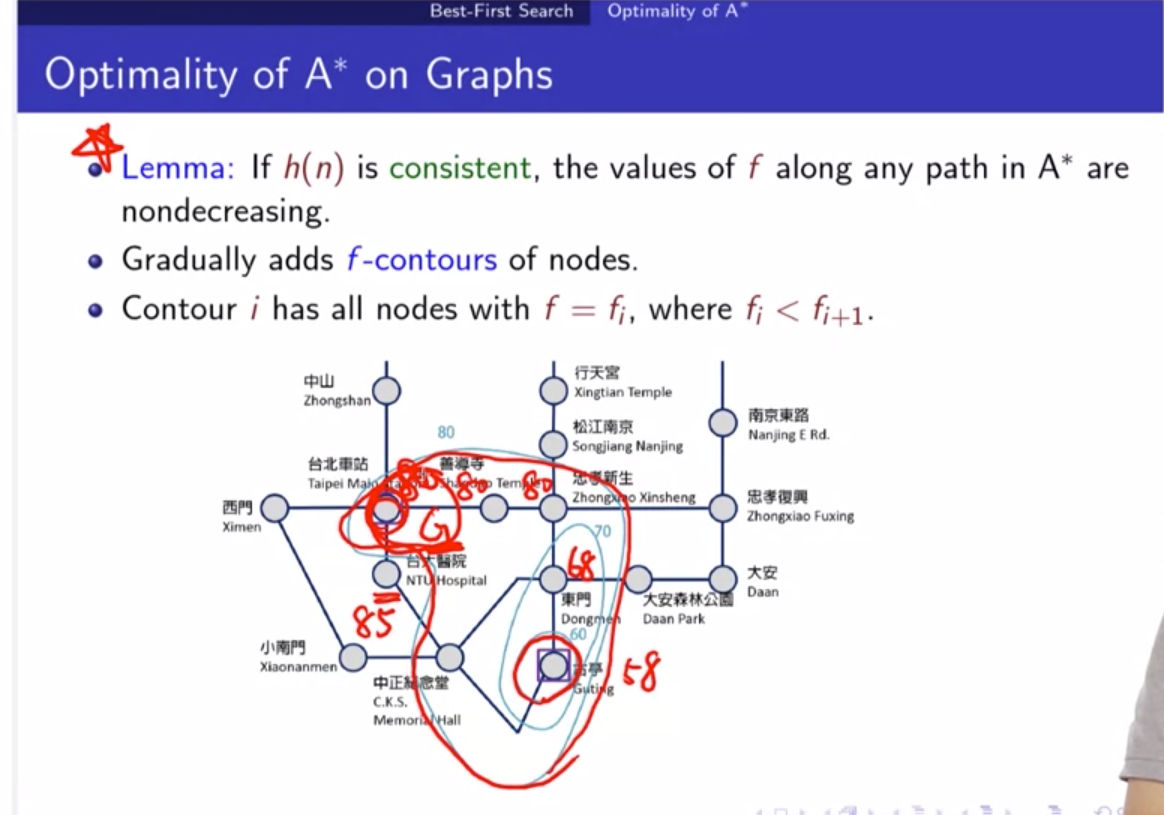 Best-First Search Optimality of A*
Optimality of A* on Graphs
Lemma: If h(n) is consistent, the values of f along any path in A* are
nondecreasing.
Gradually adds f-contours of nodes.
Contour i has all nodes with f = fᵢ, where fᵢ < fᵢ₊₁.
中山
Zhongshan
行天宮
Xingtian Temple
松江南京
Songjiang Nanjing
南京東路
Nanjing E Rd.
80
台北車站
Taipei Main
善導寺
Temple
忠孝新生
Zhongxiao Xinsheng
忠孝復興
Zhongxiao Fuxing
西門
Ximen
80
80
G
70
台大醫院
NTU Hospital
85
68
東門
Dongmen
大安森林公園
Daan Park
大安
Daan
60
小南門
Xiaonanmen
中正紀念堂
C.K.S.
Memorial Hall
古亭
Guting
58